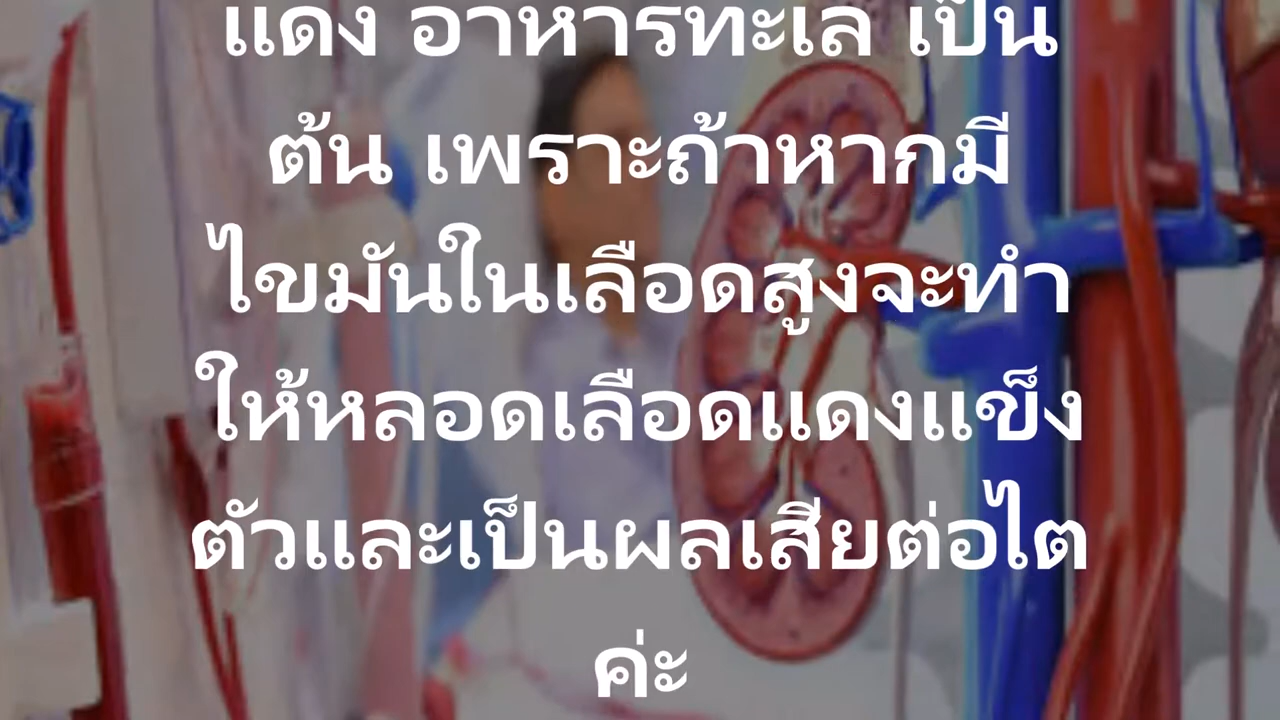 แดง อาหารทะเล เป็น
ต้น เพราะถ้าหากมี
ไขมันในเลือดสูงจะทำ
ให้หลอดเลือดแดงแข็ง
ตัวและเป็นผลเสียต่อไต
ค่ะ